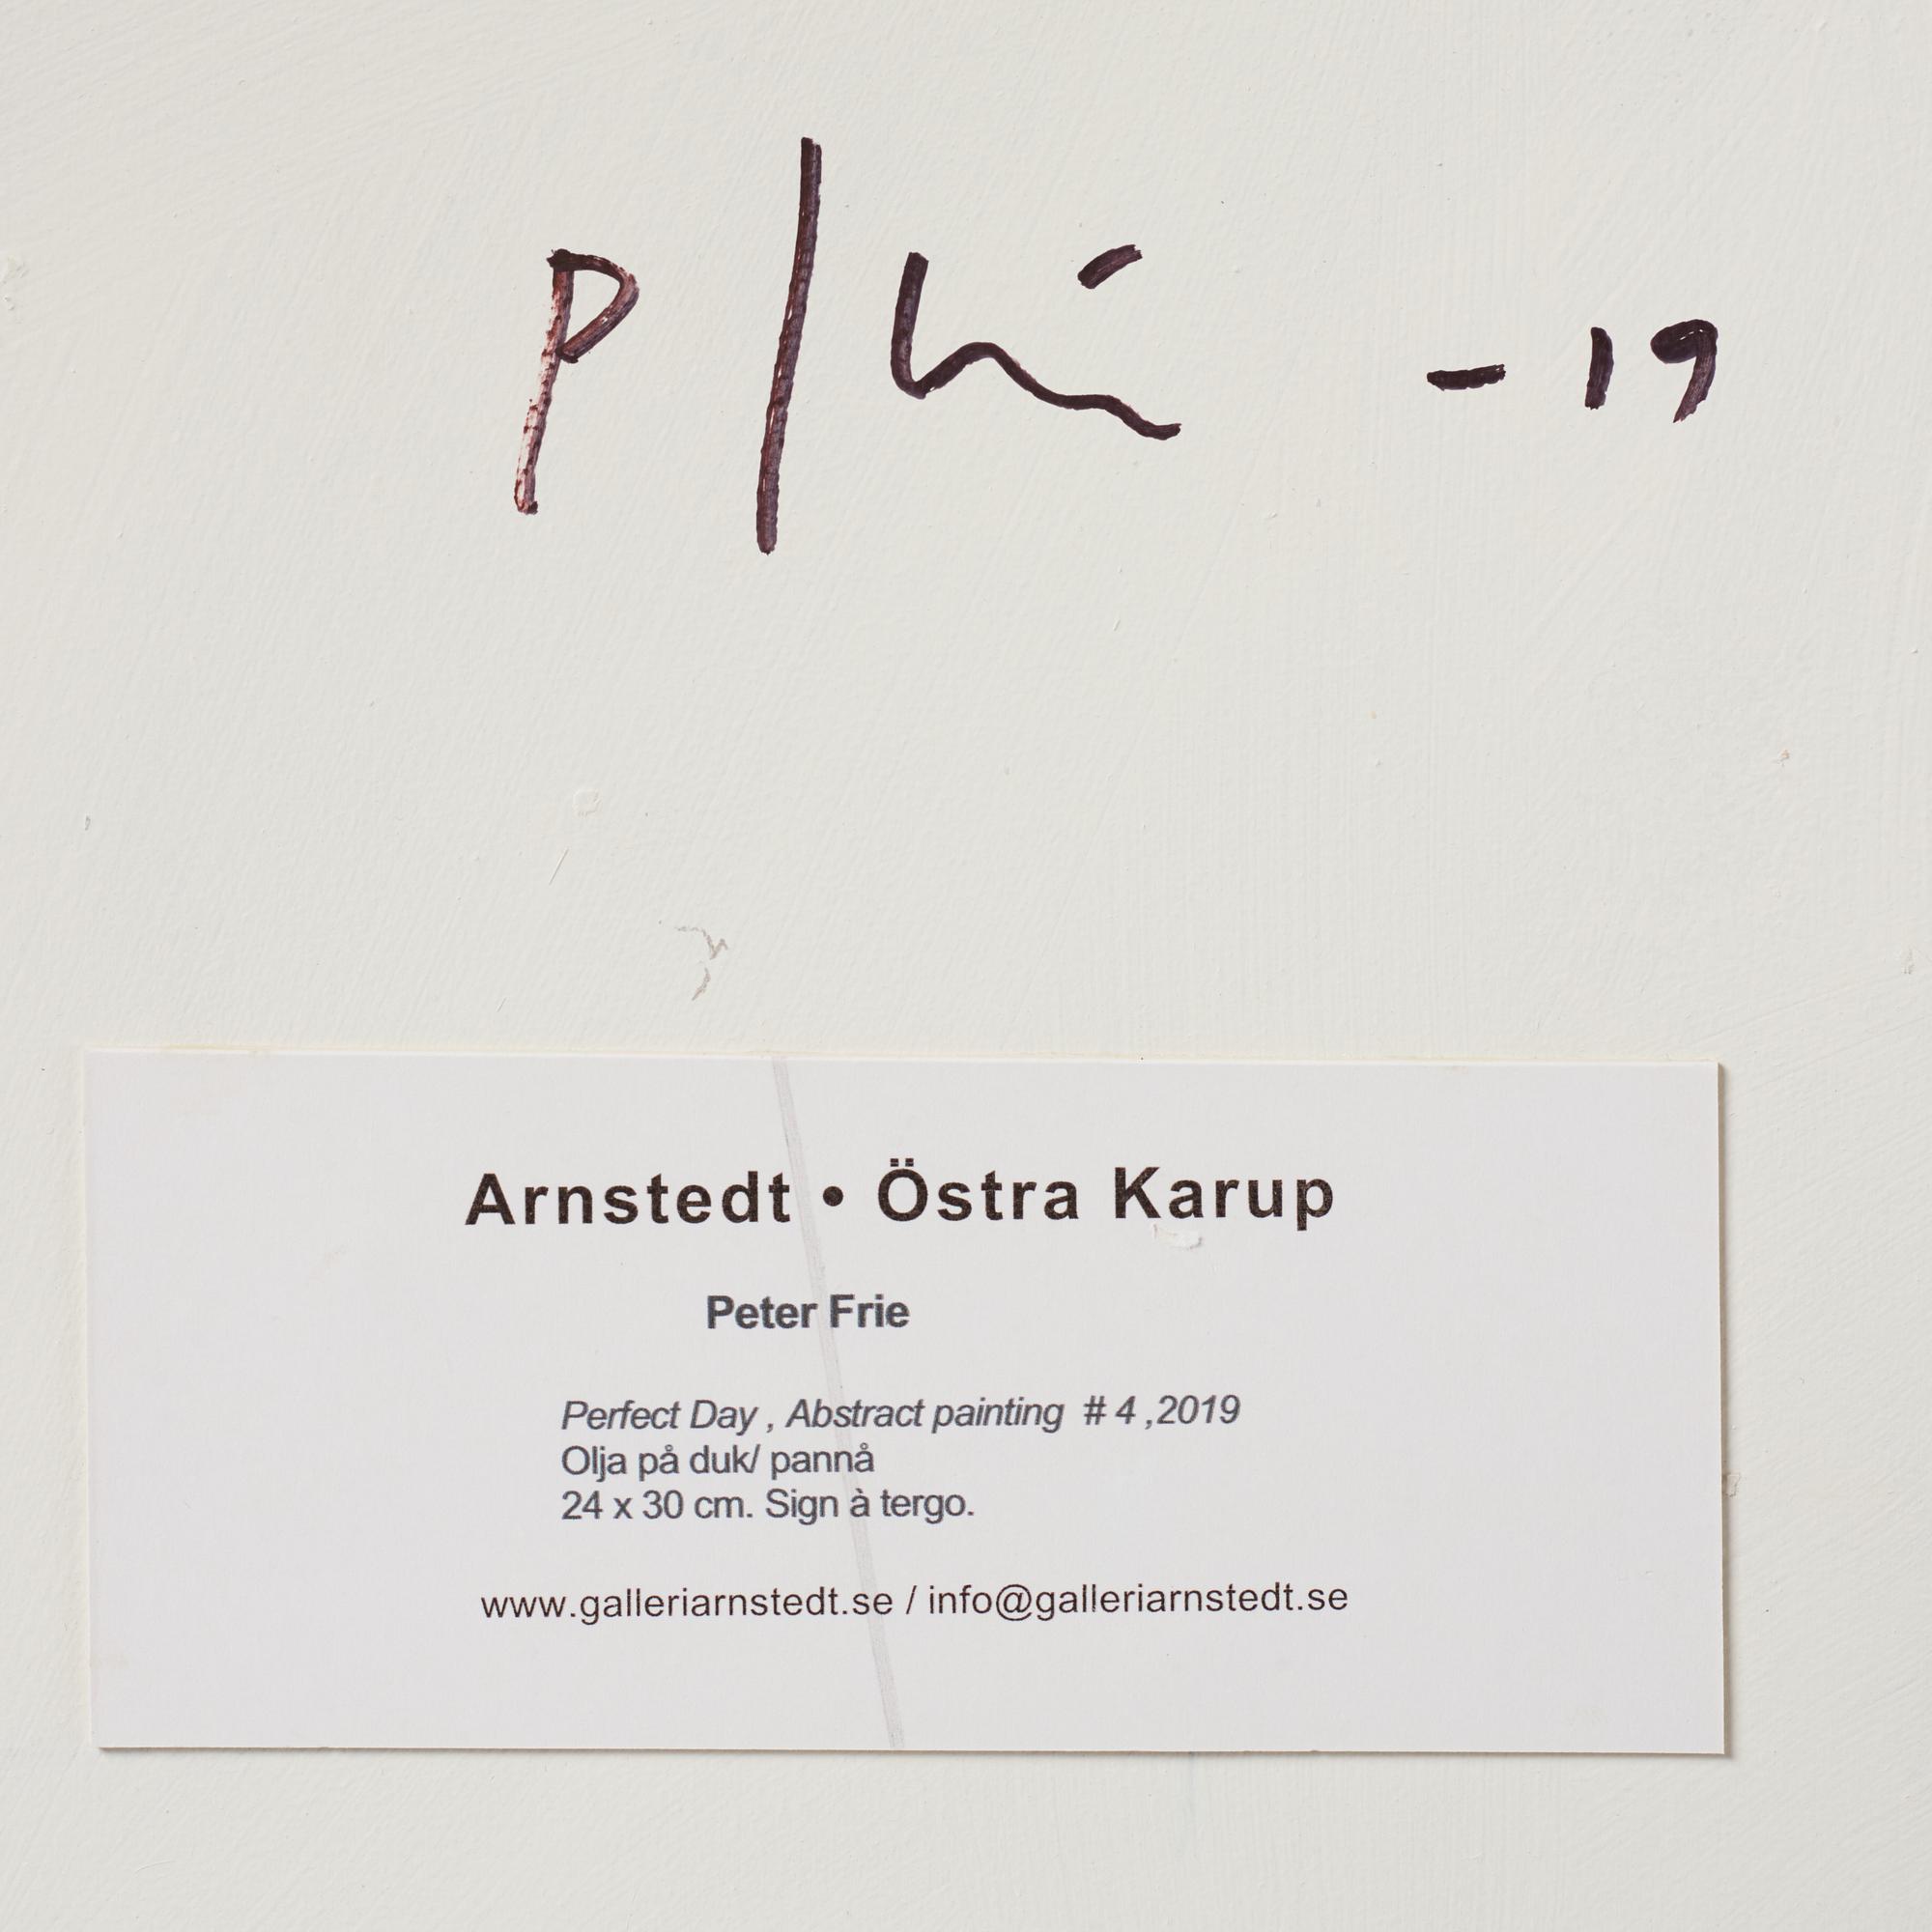 P Frie -19
Arnstedt • Östra Karup
Peter Frie
Perfect Day , Abstract painting # 4 ,2019
Olja på duk/ pannå
24 x 30 cm. Sign à tergo.
www.galleriarnstedt.se / info@galleriarnstedt.se